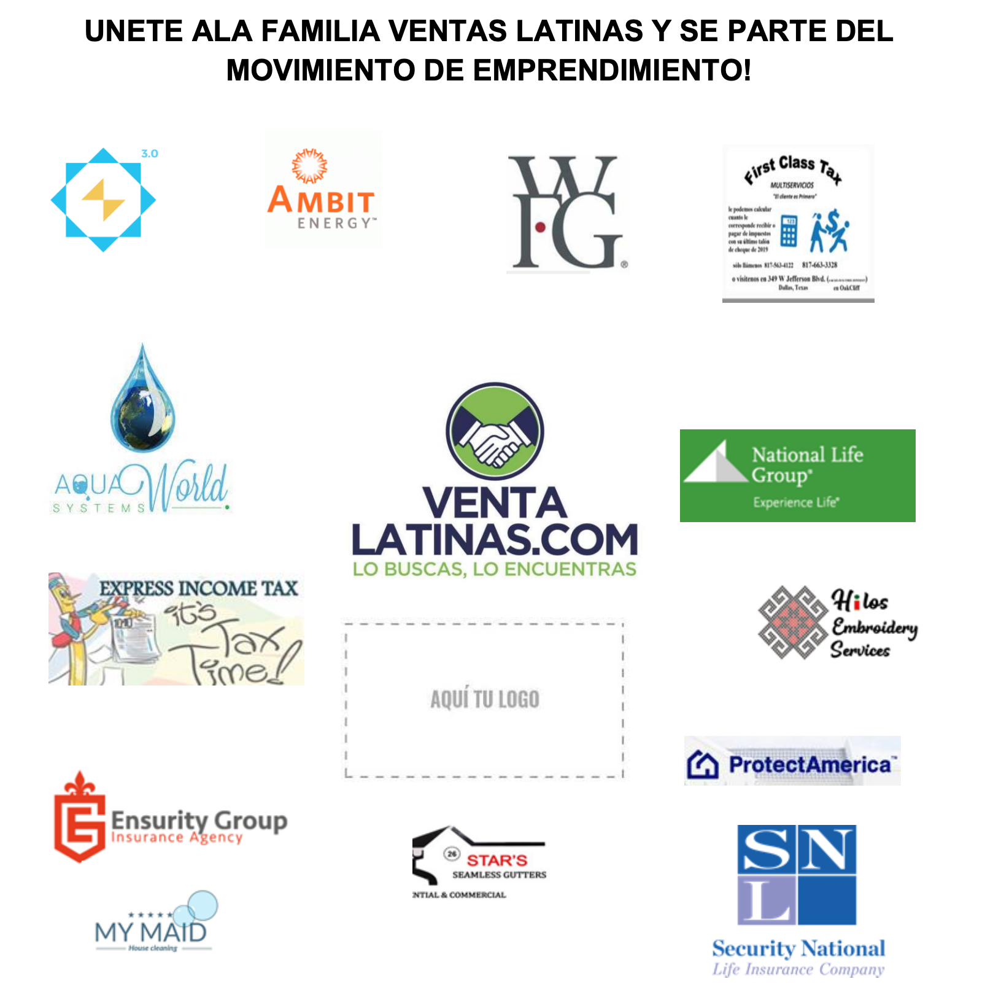 UNETE ALA FAMILIA VENTAS LATINAS Y SE PARTE DEL
MOVIMIENTO DE EMPRENDIMIENTO!
3.0
AMBIT
ENERGY™
WFG®
First Class Tax
MULTISERVICIOS
"El cliente es Primero"
le podemos calcular
cuanto le
corresponde recibir o
pagar de impuestos
con su último talón
de cheque de 2019
123
$
sólo llámenos 817-563-4122 817-663-3328
o visítenos en 349 W Jefferson Blvd.
Dallas, Texas en OakCliff
AQUA World
SYSTEMS
VENTA
LATINAS.COM
LO BUSCAS, LO ENCUENTRAS
National Life
Group®
Experience Life®
EXPRESS INCOME TAX
1040
it's
Tax
Time!
Hilos
Embroidery
Services
AQUÍ TU LOGO
ProtectAmerica™
EG
Ensurity Group
Insurance Agency
26
STAR'S
SEAMLESS GUTTERS
NTIAL & COMMERCIAL
SN
L
Security National
Life Insurance Company
MY MAID
House cleaning